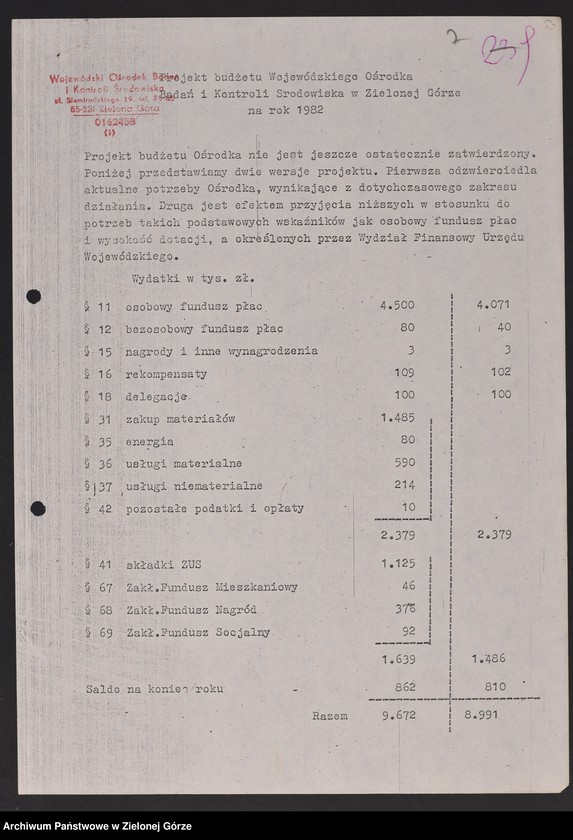 2
239
Wojewódzki Ośrodek Badań
i Kontroli Środowiska
65-231 Zielona Góra
0162458
(1)
Projekt budżetu Wojewódzkiego Ośrodka
Badań i Kontroli Srodowiska w Zielonej Górze
na rok 1982
Projekt budżetu Ośrodka nie jest jeszcze ostatecznie zatwierdzony.
Poniżej przedstawiamy dwie wersje projektu. Pierwsza odzwierciedla
aktualne potrzeby Ośrodka, wynikające z dotychczasowego zakresu
działania. Druga jest efektem przyjęcia niższych w stosunku do
potrzeb takich podstawowych wskaźników jak osobowy fundusz płac
i wysokość dotacji, a określonych przez Wydział Finansowy Urzędu
Wojewódzkiego.
Wydatki w tys. zł.
§ 11 osobowy fundusz płac 4.500 4.071
§ 12 bezosobowy fundusz płac 80 40
§ 15 nagrody i inne wynagrodzenia 3 3
§ 16 rekompensaty 109 102
§ 18 delegacje 100 100
§ 31 zakup materiałów 1.485
§ 35 energia 80
§ 36 usługi materialne 590
§ 37 usługi niematerialne 214
§ 42 pozostałe podatki i opłaty 10
2.379 2.379
§ 41 składki ZUS 1.125
§ 67 Zakł.Fundusz Mieszkaniowy 46
§ 68 Zakł.Fundusz Nagród 376
§ 69 Zakł.Fundusz Socjalny 92
1.639 1.486
Saldo na koniec roku - 862 810
Razem 9.672 8.991
Archiwum Państwowe w Zielonej Górze